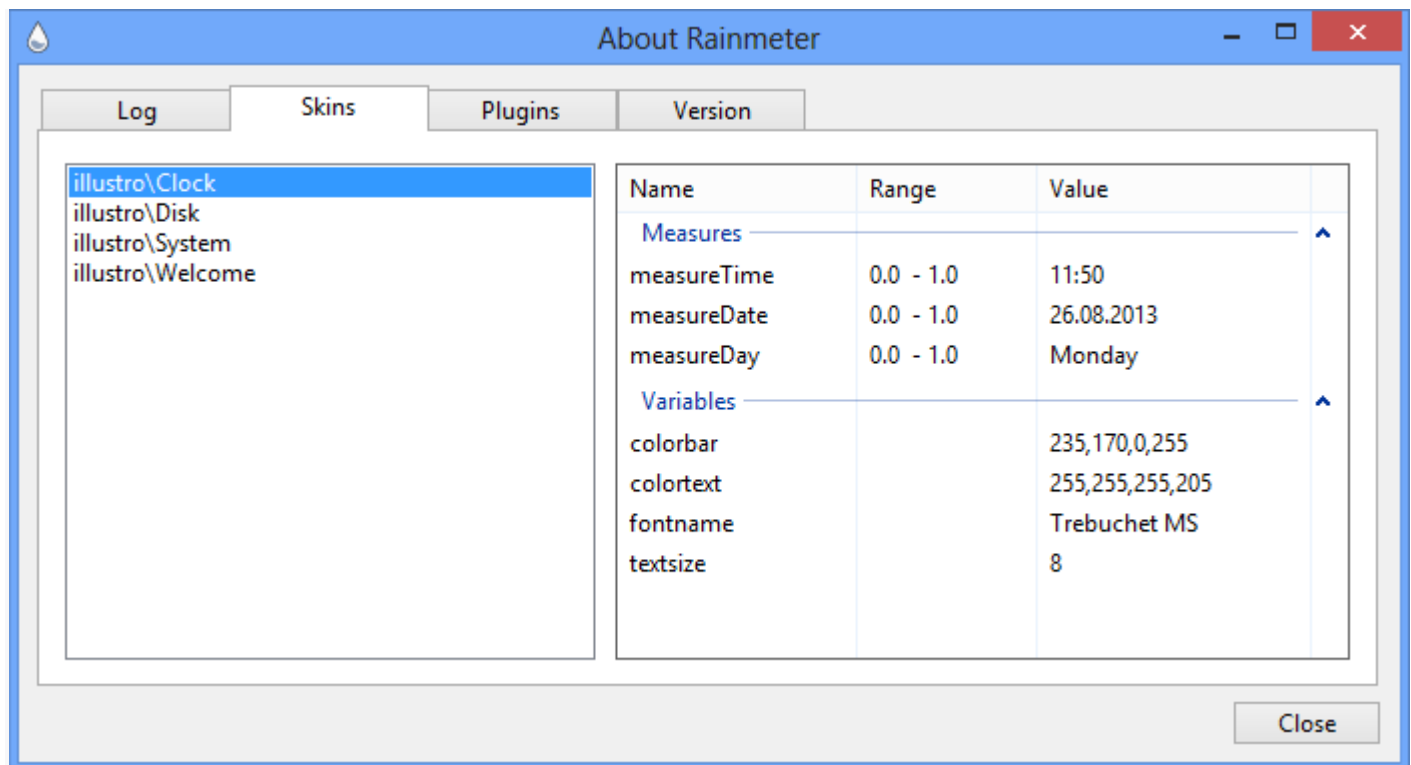 About Rainmeter
Log Skins Plugins Version
illustro\Clock
illustro\Disk
illustro\System
illustro\Welcome
Name Range Value
Measures
measureTime 0.0 - 1.0 11:50
measureDate 0.0 - 1.0 26.08.2013
measureDay 0.0 - 1.0 Monday
Variables
colorbar 235,170,0,255
colortext 255,255,255,205
fontname Trebuchet MS
textsize 8
Close